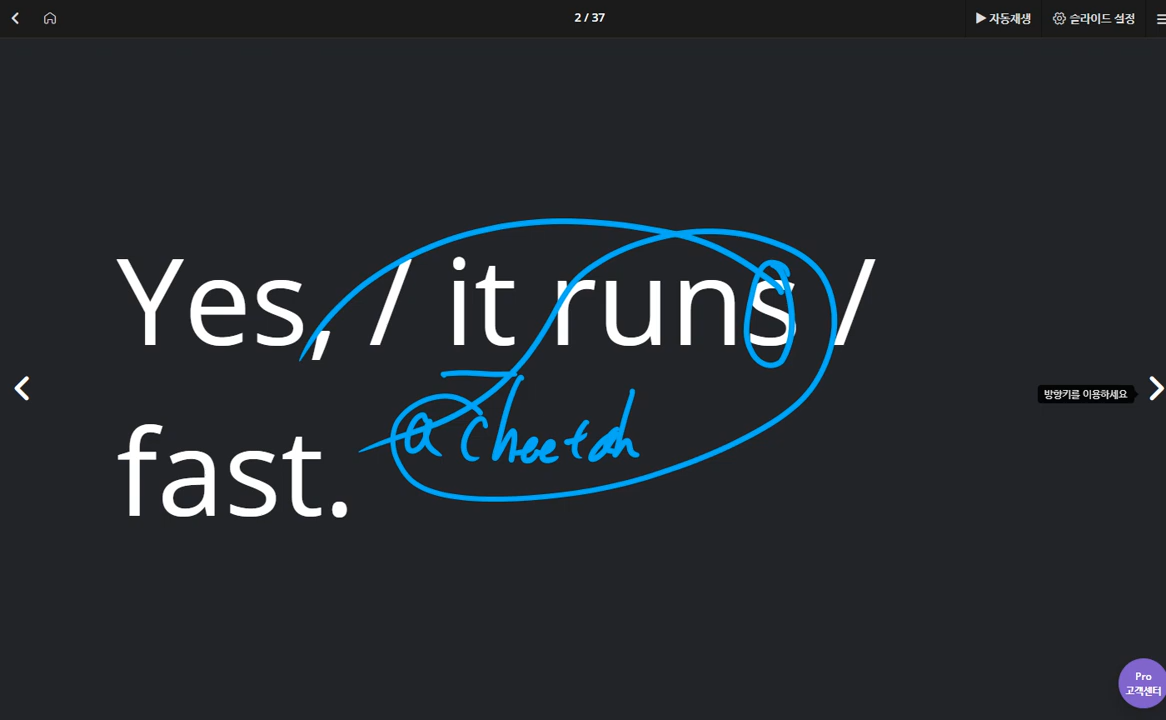 2 / 37
자동재생
슬라이드 설정
Yes, / it runs /
a cheetah
fast.
방향키를 이용하세요
Pro
고객센터